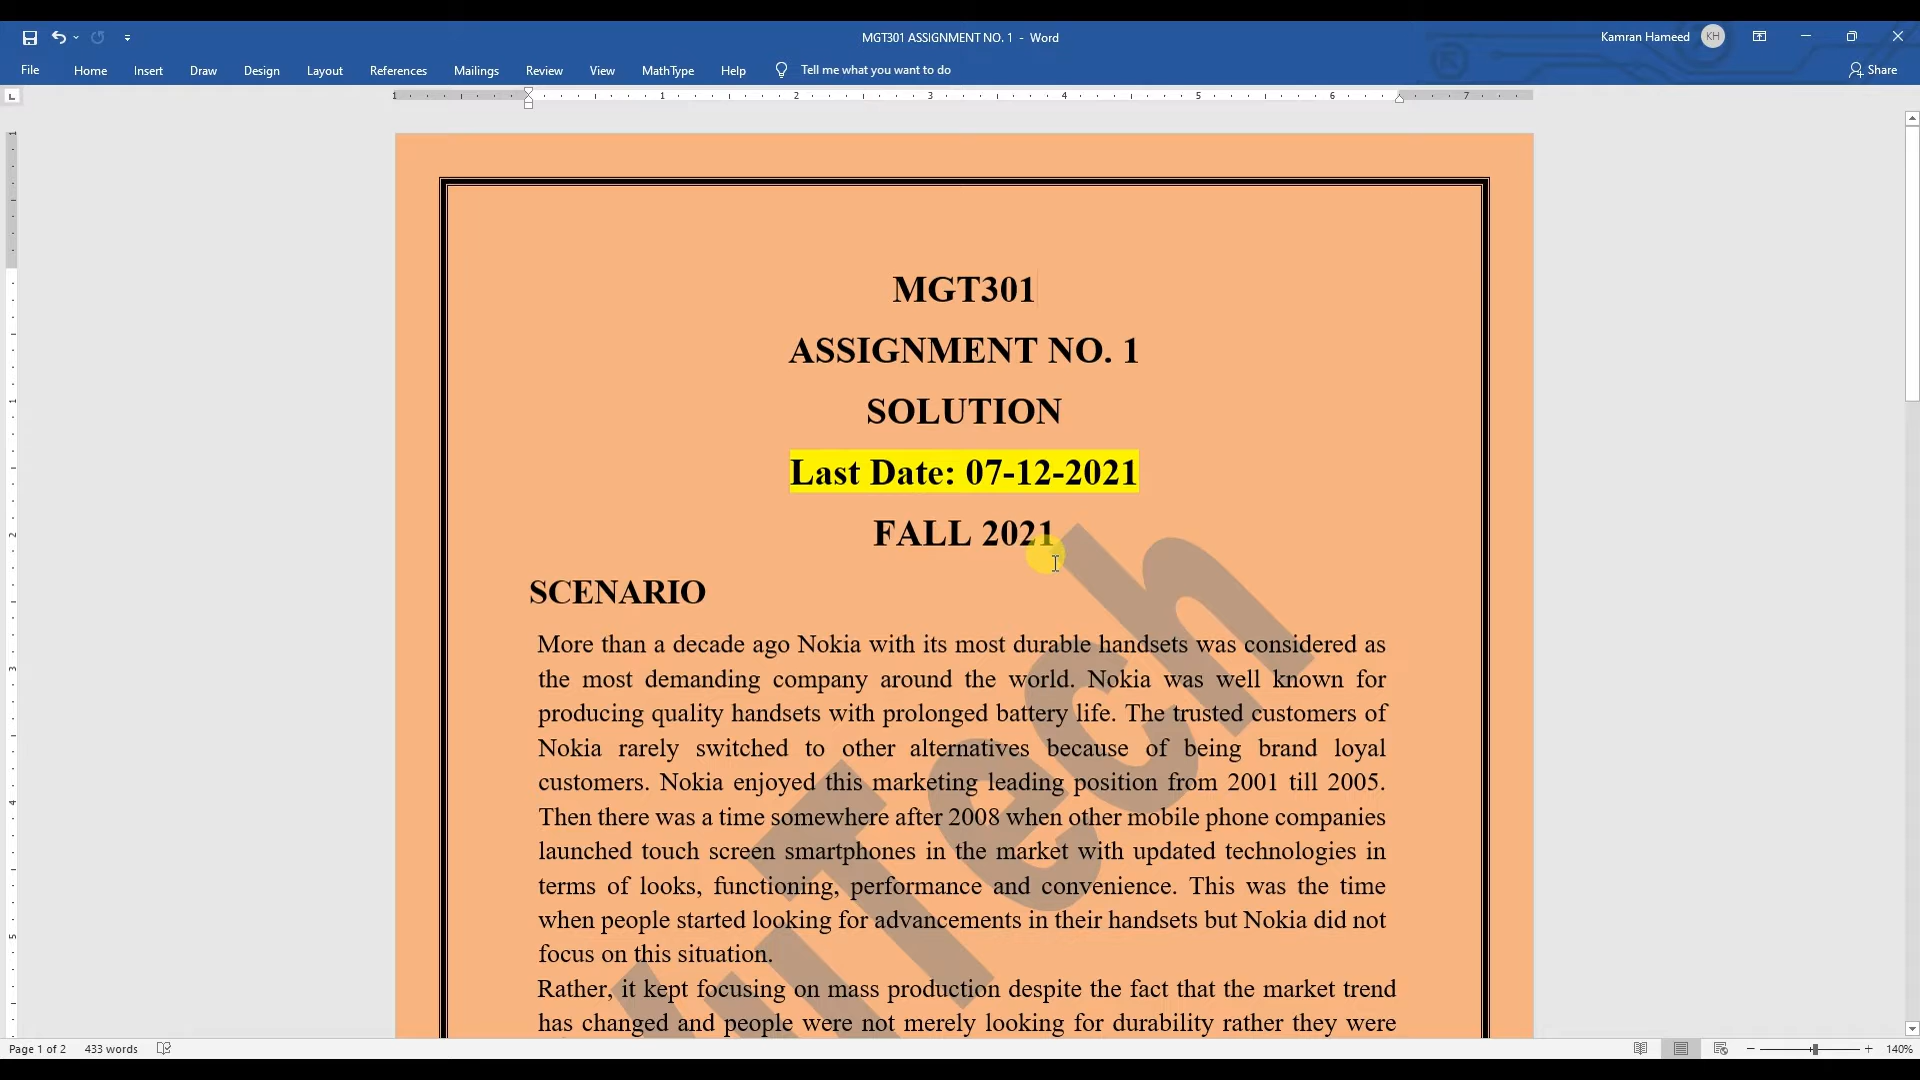 MGT301 ASSIGNMENT NO. 1 - Word
Kamran Hameed KH
File Home Insert Draw Design Layout References Mailings Review View MathType Help Tell me what you want to do Share
1 1 2 3 4 5 6 7
MGT301
ASSIGNMENT NO. 1
SOLUTION
Last Date: 07-12-2021
FALL 2021
SCENARIO
More than a decade ago Nokia with its most durable handsets was considered as
the most demanding company around the world. Nokia was well known for
producing quality handsets with prolonged battery life. The trusted customers of
Nokia rarely switched to other alternatives because of being brand loyal
customers. Nokia enjoyed this marketing leading position from 2001 till 2005.
Then there was a time somewhere after 2008 when other mobile phone companies
launched touch screen smartphones in the market with updated technologies in
terms of looks, functioning, performance and convenience. This was the time
when people started looking for advancements in their handsets but Nokia did not
focus on this situation.
Rather, it kept focusing on mass production despite the fact that the market trend
has changed and people were not merely looking for durability rather they were
Page 1 of 2 433 words 140%